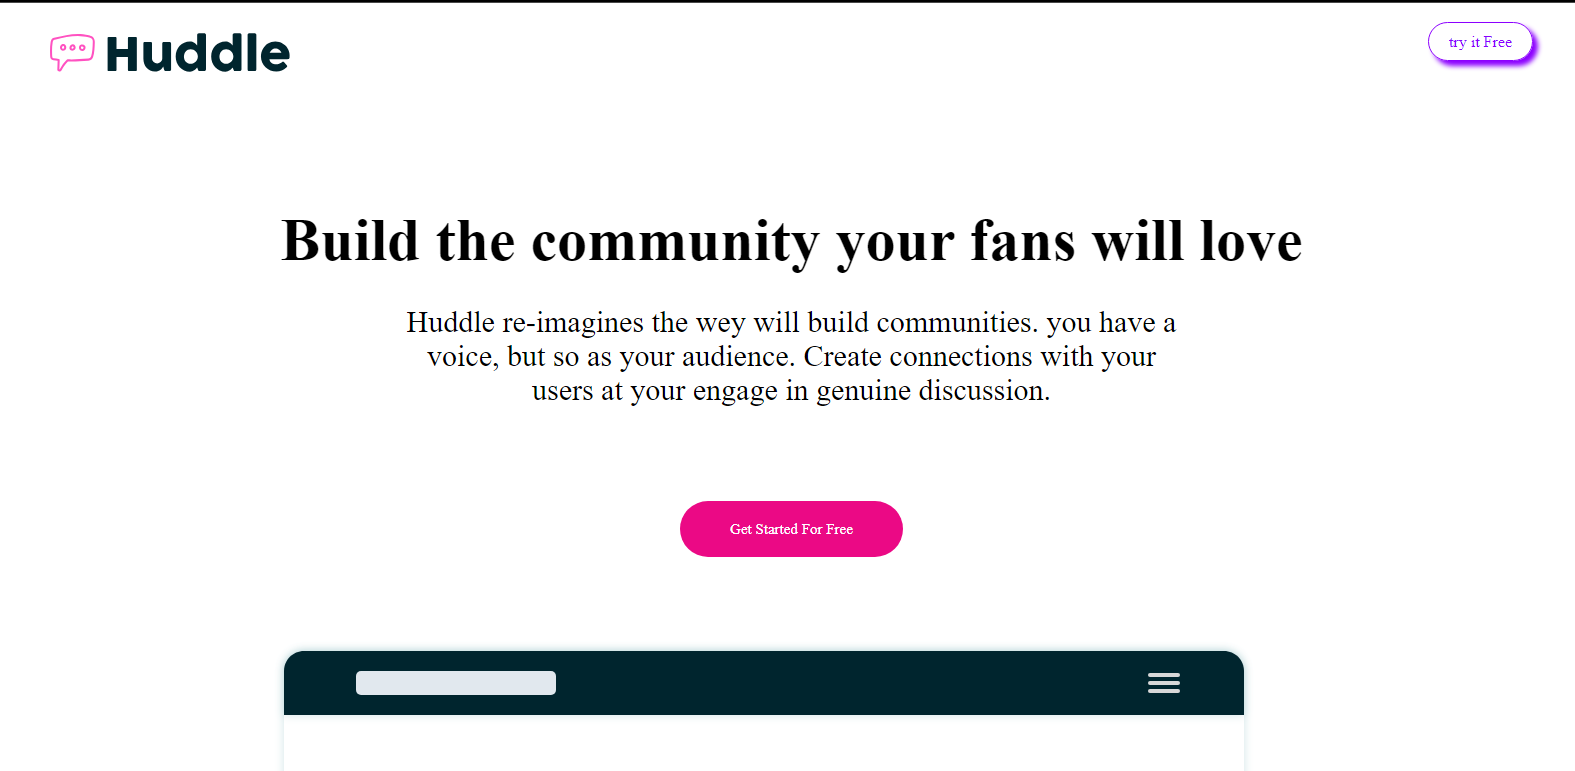 Huddle
try it Free
Build the community your fans will love
Huddle re-imagines the wey will build communities. you have a
voice, but so as your audience. Create connections with your
users at your engage in genuine discussion.
Get Started For Free